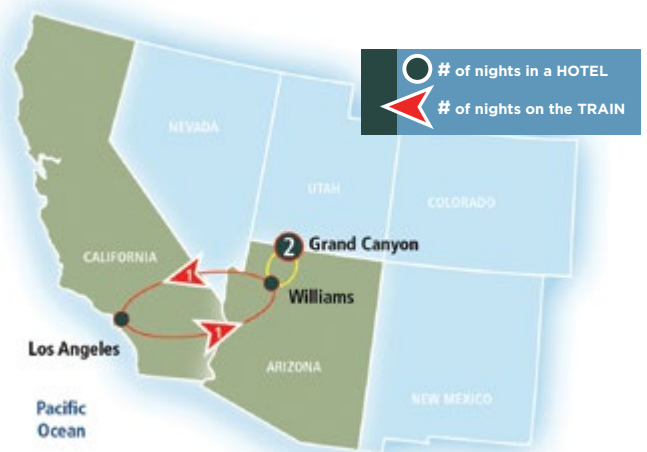 # of nights in a HOTEL
# of nights on the TRAIN
NEVADA
UTAH
COLORADO
2 Grand Canyon
CALIFORNIA
1
Williams
1
Los Angeles
ARIZONA
NEW MEXICO
Pacific
Ocean